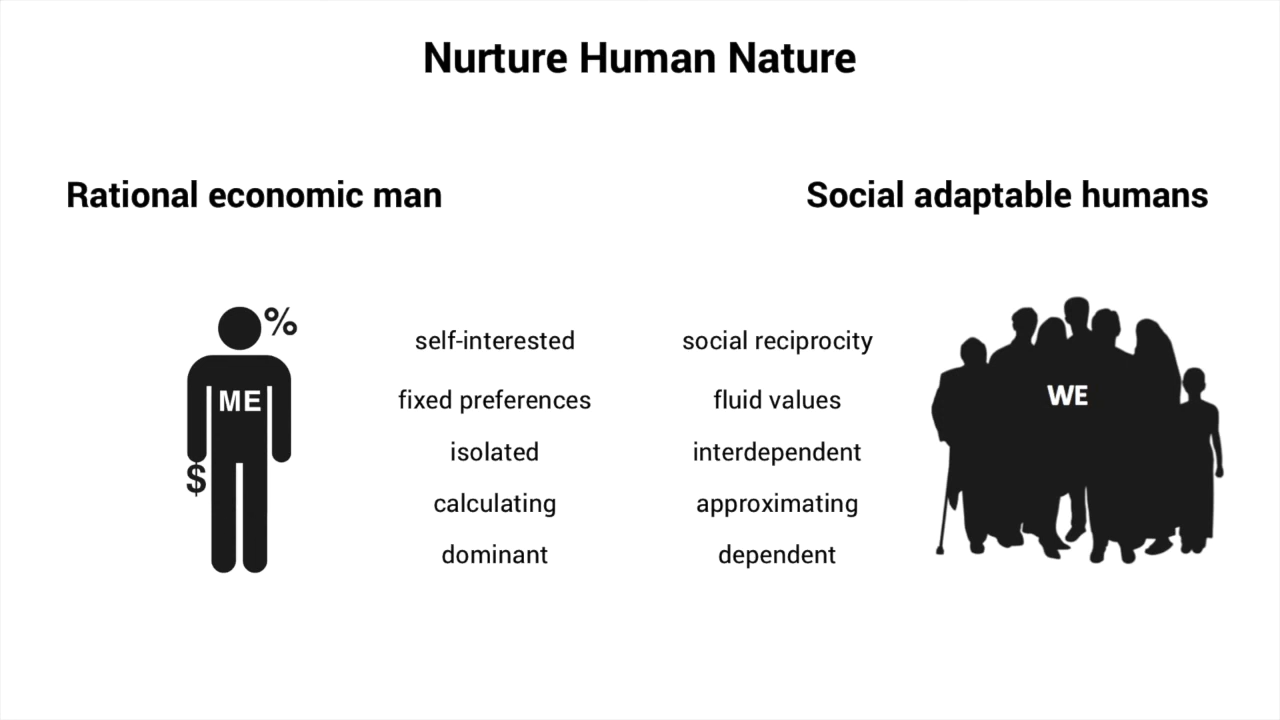 Nurture Human Nature
Rational economic man
Social adaptable humans
%
ME
$
self-interested
fixed preferences
isolated
calculating
dominant
social reciprocity
fluid values
interdependent
approximating
dependent
WE